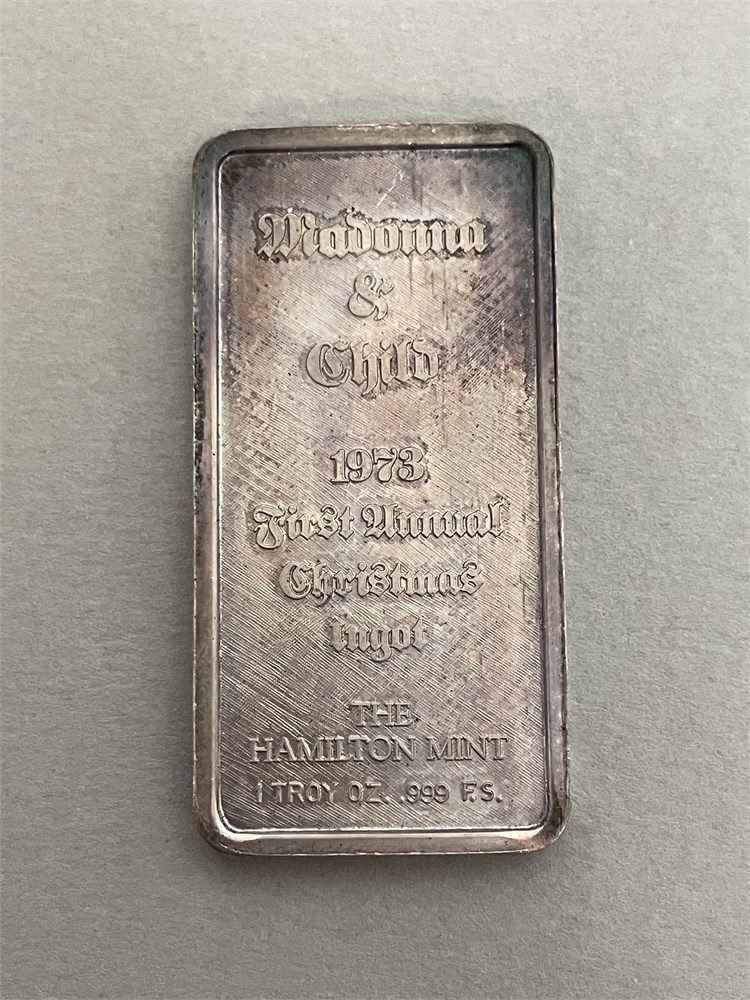 Madonna
&
Child
1973
First Annual
Christmas
Ingot
THE
HAMILTON MINT
1 TROY OZ. .999 F.S.